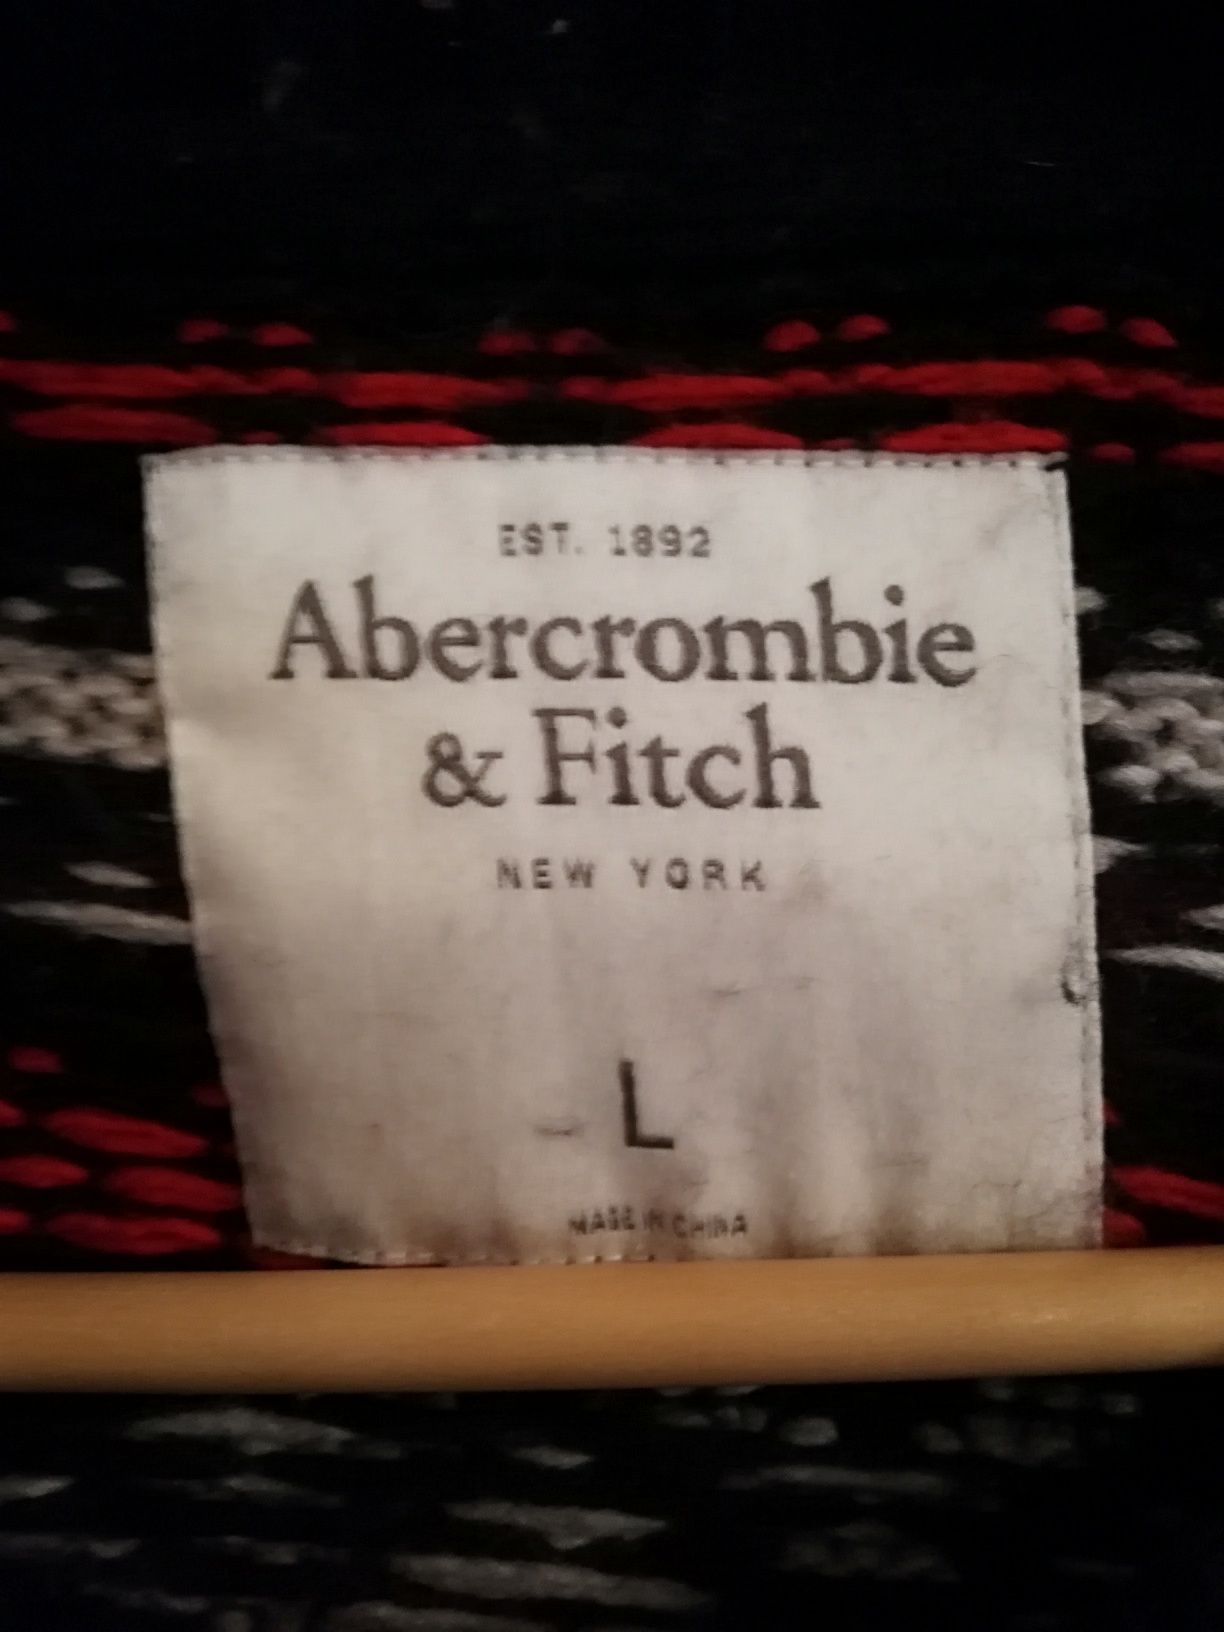 EST. 1892
Abercrombie
& Fitch
NEW YORK
L
MADE IN CHINA